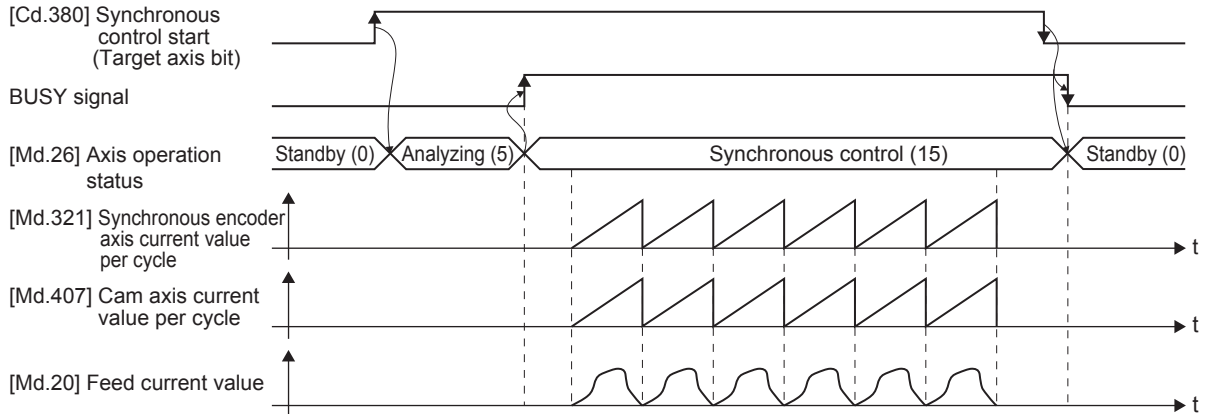 [Cd.380] Synchronous
control start
(Target axis bit)
BUSY signal
[Md.26] Axis operation
status
Standby (0)
Analyzing (5)
Synchronous control (15)
Standby (0)
[Md.321] Synchronous encoder
axis current value
per cycle
t
[Md.407] Cam axis current
value per cycle
t
[Md.20] Feed current value
t